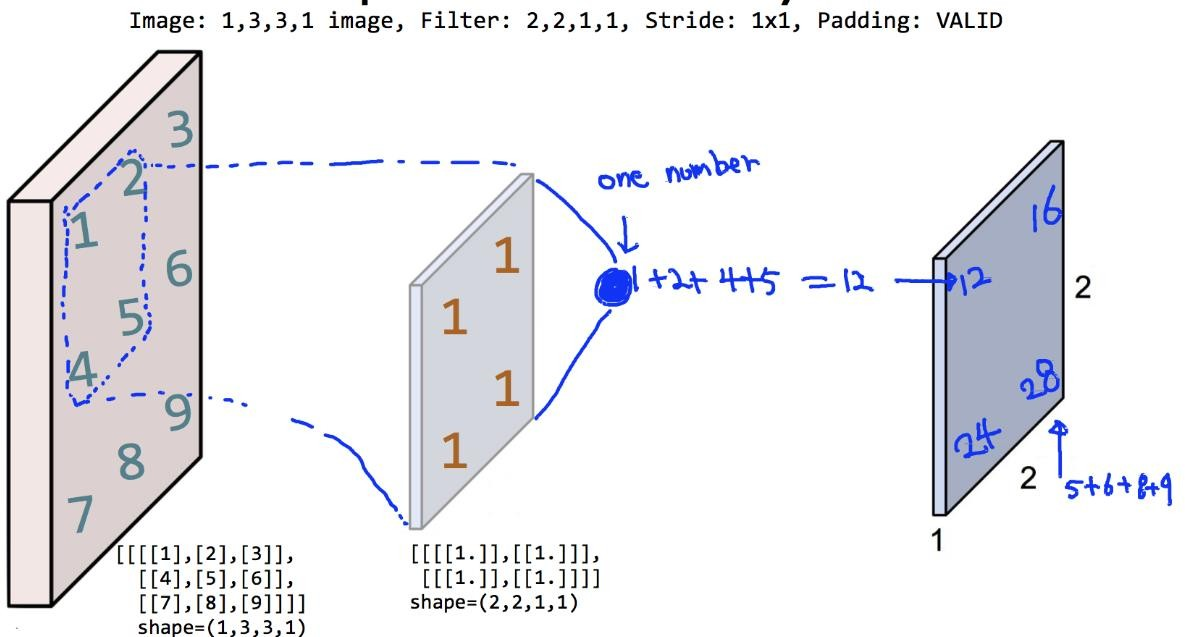 Image: 1,3,3,1 image, Filter: 2,2,1,1, Stride: 1x1, Padding: VALID
1 2 3
4 5 6
7 8 9
[[[[1],[2],[3]],
[[4],[5],[6]],
[[7],[8],[9]]]]
shape=(1,3,3,1)
1 1
1 1
[[[[1.]],[[1.]]],
[[[1.]],[[1.]]]]
shape=(2,2,1,1)
one number
1+2+4+5 = 12
12 16
24 28
2
2
1
5+6+8+9